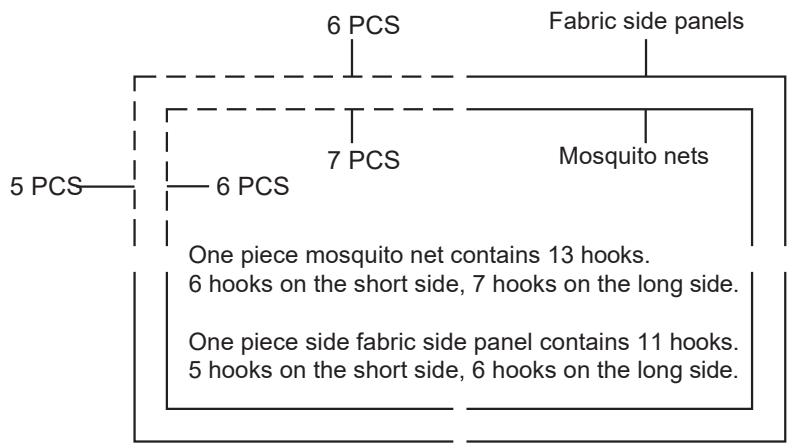 6 PCS
Fabric side panels
7 PCS
Mosquito nets
5 PCS
6 PCS
One piece mosquito net contains 13 hooks.
6 hooks on the short side, 7 hooks on the long side.
One piece side fabric side panel contains 11 hooks.
5 hooks on the short side, 6 hooks on the long side.